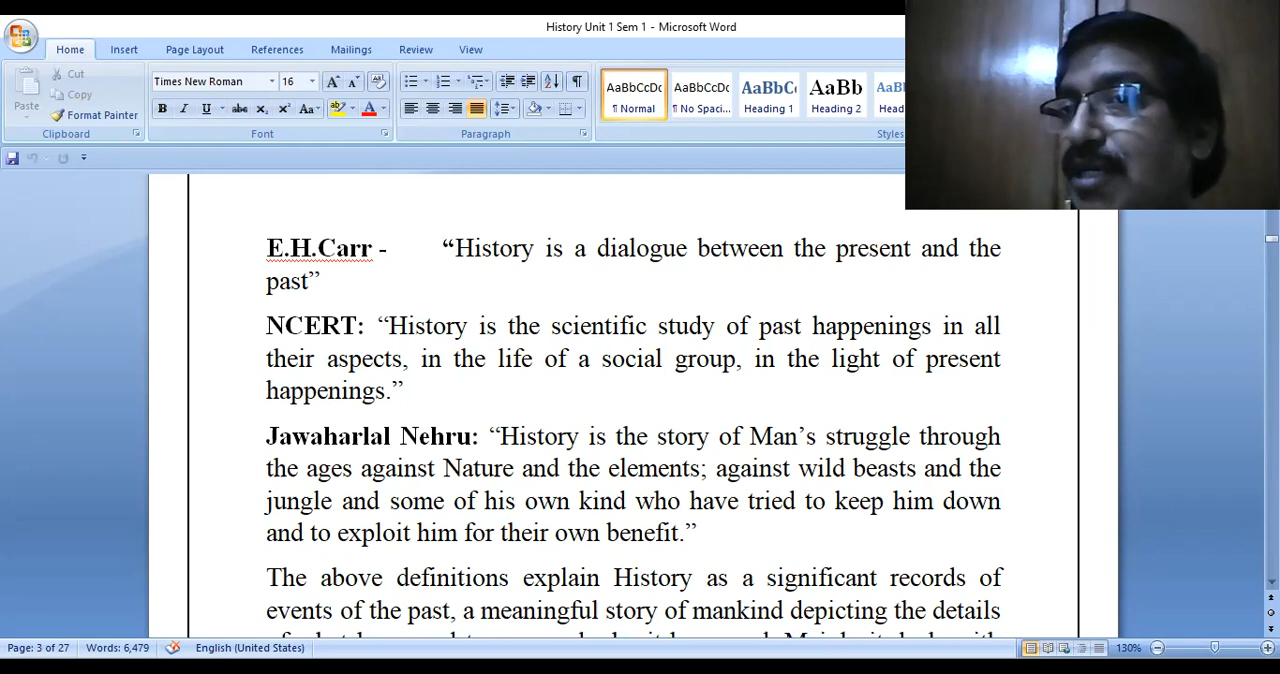 History Unit 1 Sem 1 - Microsoft Word
Home Insert Page Layout References Mailings Review View
Paste
Cut
Copy
Format Painter
Clipboard
Times New Roman 16
Font
Paragraph
AaBbCcDc AaBbCcDc AaBbC AaBb AaBb
¶ Normal ¶ No Spaci... Heading 1 Heading 2 Head
Styles
E.H.Carr - “History is a dialogue between the present and the
past”
NCERT: “History is the scientific study of past happenings in all
their aspects, in the life of a social group, in the light of present
happenings.”
Jawaharlal Nehru: “History is the story of Man’s struggle through
the ages against Nature and the elements; against wild beasts and the
jungle and some of his own kind who have tried to keep him down
and to exploit him for their own benefit.”
The above definitions explain History as a significant records of
events of the past, a meaningful story of mankind depicting the details
Page: 3 of 27 Words: 6,479 English (United States) 130%